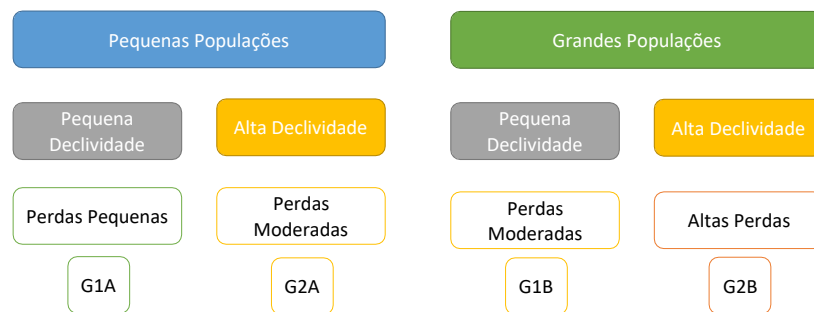 Pequenas Populações
Grandes Populações
Pequena
Declividade
Alta Declividade
Pequena
Declividade
Alta Declividade
Perdas Pequenas
Perdas
Moderadas
Perdas
Moderadas
Altas Perdas
G1A
G2A
G1B
G2B